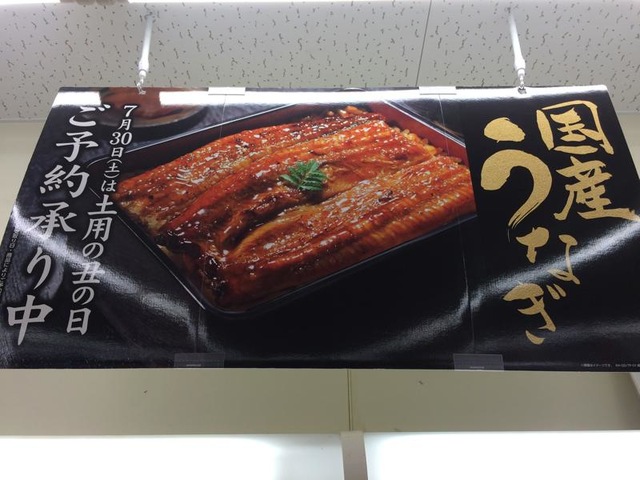 国産
うなぎ
7月30日(土)は土用の丑の日
ご予約承り中